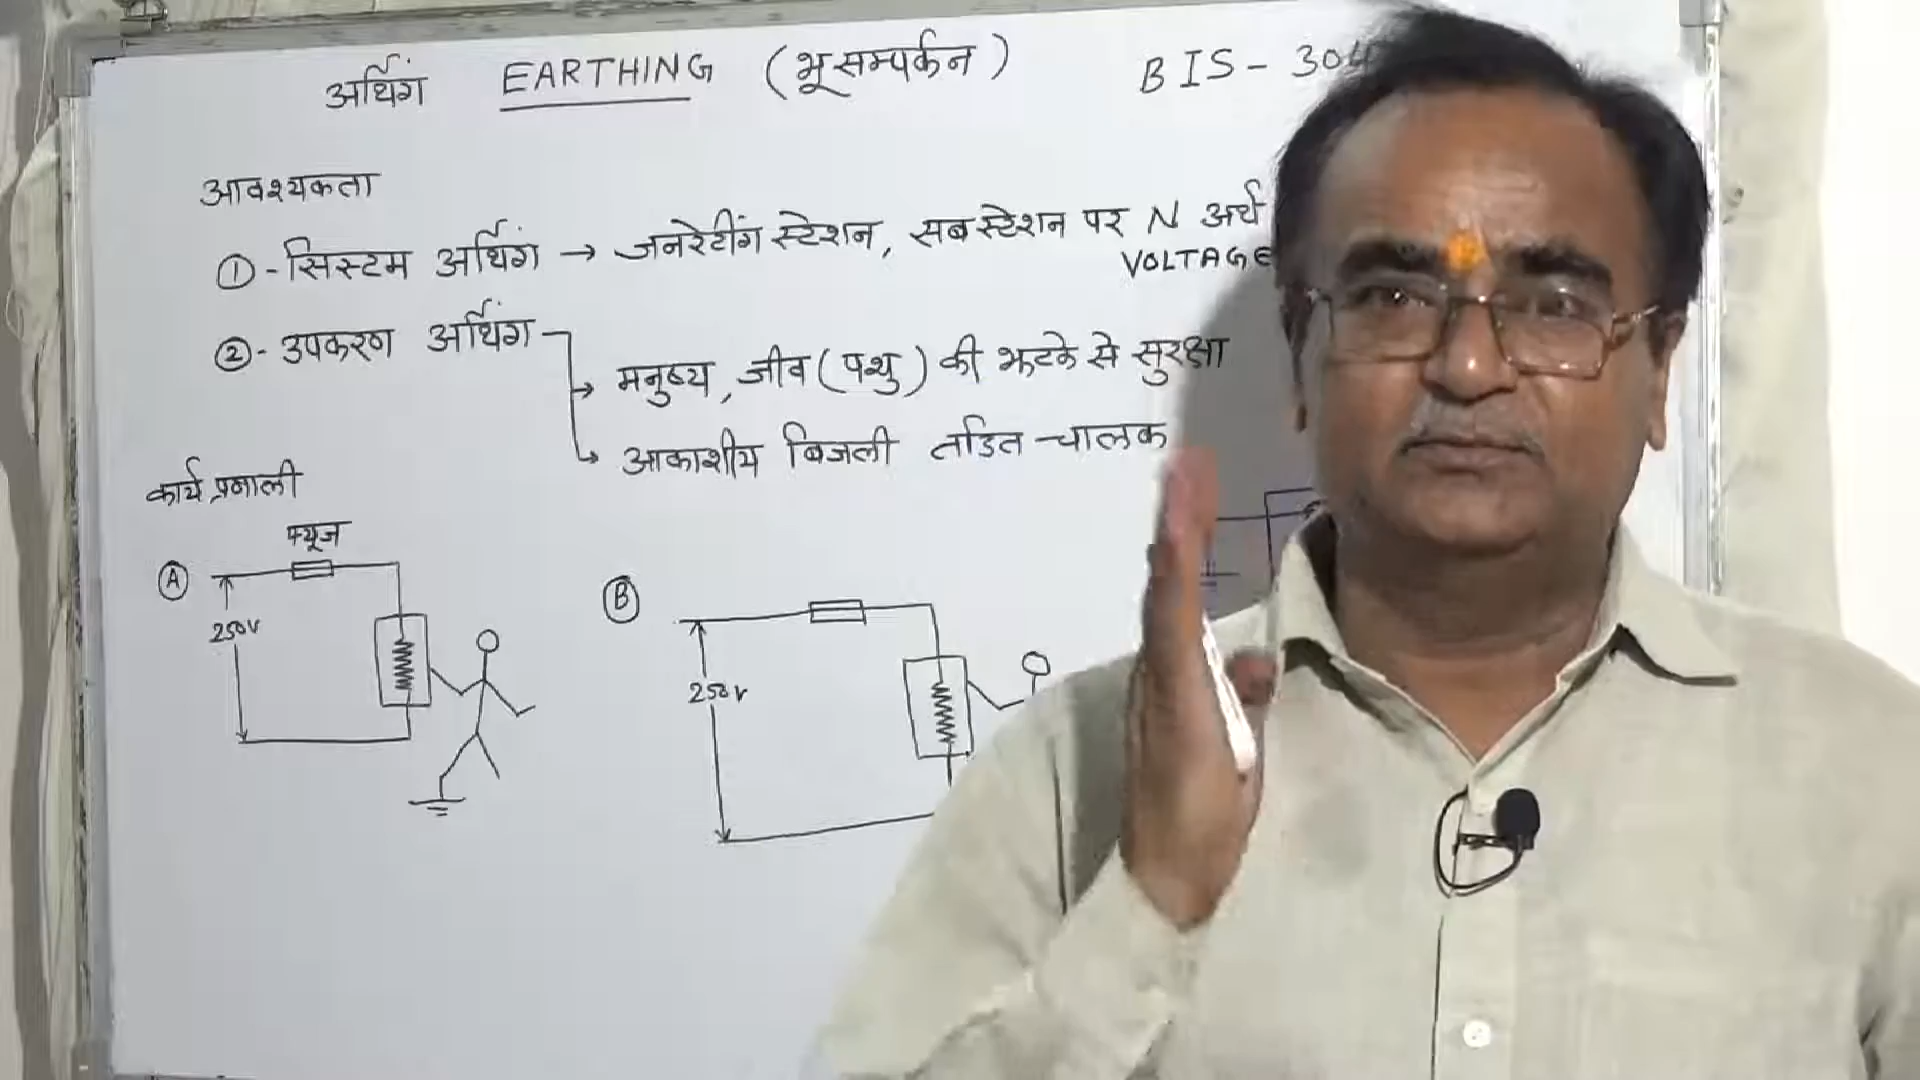 अर्थिंग EARTHING (भूसम्पर्कन) BIS - 304
आवश्यकता
① - सिस्टम अर्थिंग → जनरेटींग स्टेशन, सबस्टेशन पर N अर्थ
VOLTAGE
② - उपकरण अर्थिंग
→ मनुष्य, जीव (पशु) की झटके से सुरक्षा
→ आकाशीय बिजली तडित चालक
कार्य प्रनाली
फ्यूज
Ⓐ
250V
Ⓑ
250V